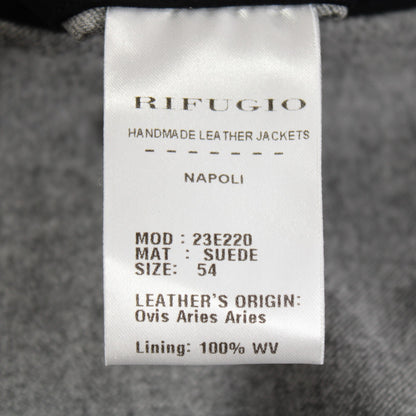 RIFUGIO
HANDMADE LEATHER JACKETS
- - - - - - -
NAPOLI
MOD : 23E220
MAT : SUEDE
SIZE: 54
LEATHER'S ORIGIN:
Ovis Aries Aries
Lining: 100% WV